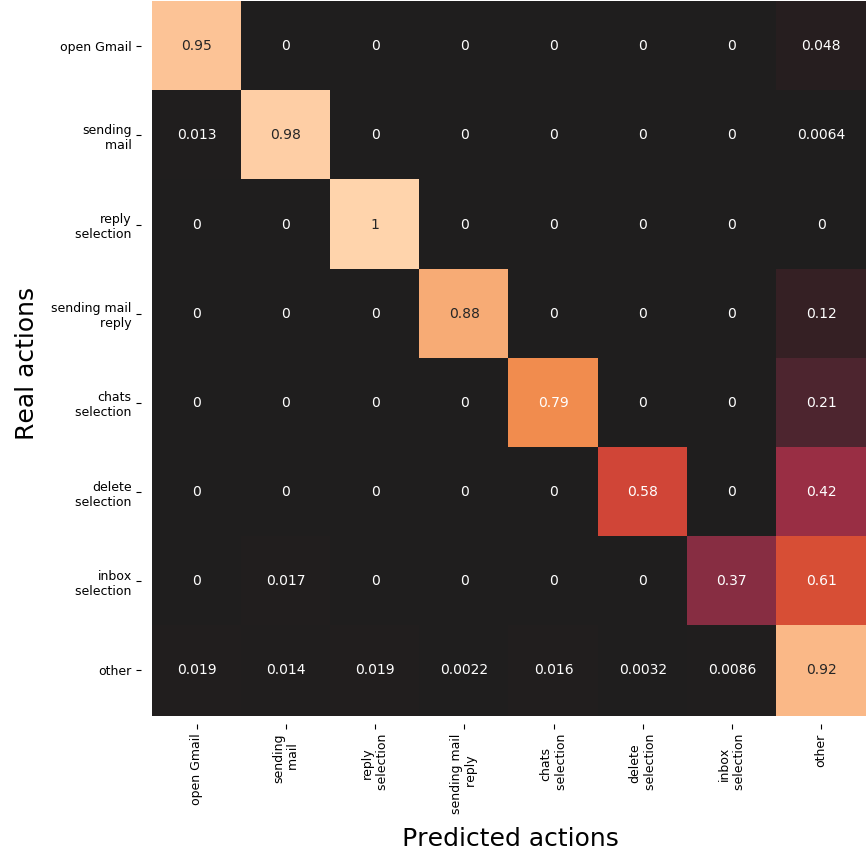 open Gmail 0.95 0 0 0 0 0 0 0.048
sending
mail 0.013 0.98 0 0 0 0 0 0.0064
reply
selection 0 0 1 0 0 0 0 0
sending mail
reply 0 0 0 0.88 0 0 0 0.12
chats
selection 0 0 0 0 0.79 0 0 0.21
delete
selection 0 0 0 0 0 0.58 0 0.42
inbox
selection 0 0.017 0 0 0 0 0.37 0.61
other 0.019 0.014 0.019 0.0022 0.016 0.0032 0.0086 0.92
Real actions
open Gmail
sending
mail
reply
selection
sending mail
reply
chats
selection
delete
selection
inbox
selection
other
Predicted actions